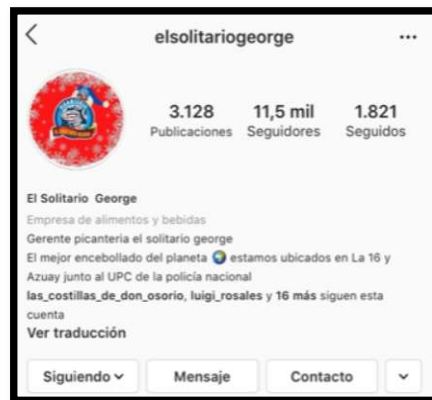 elsolitariogeorge
3.128 11,5 mil 1.821
Publicaciones Seguidores Seguidos
El Solitario George
Empresa de alimentos y bebidas
Gerente picanteria el solitario george
El mejor encebollado del planeta 🌍 estamos ubicados en La 16 y
Azuay junto al UPC de la policía nacional
las_costillas_de_don_osorio, luigi_rosales y 16 más siguen esta
cuenta
Ver traducción
Siguiendo Mensaje Contacto